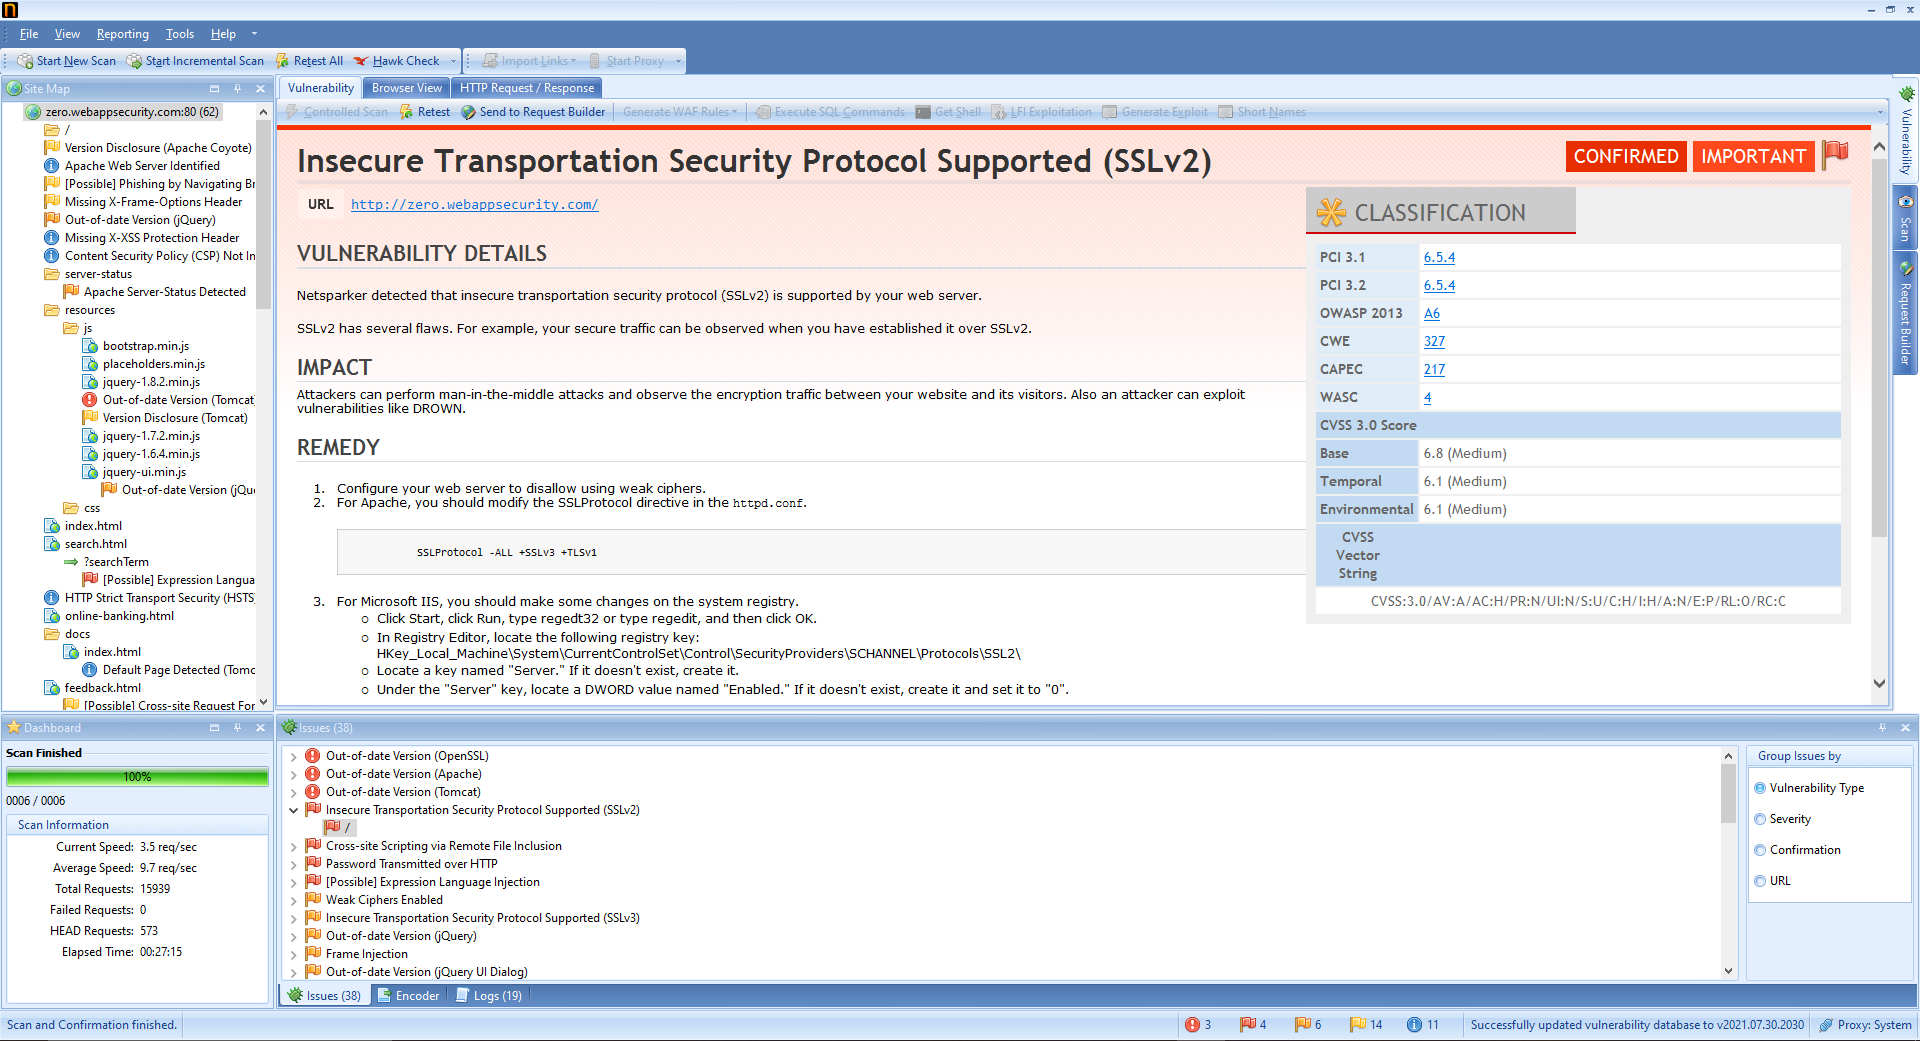 n
File View Reporting Tools Help
Start New Scan Start Incremental Scan Retest All Hawk Check Import Links Start Proxy
Site Map
zero.webappsecurity.com:80 (62)
/
Version Disclosure (Apache Coyote)
Apache Web Server Identified
[Possible] Phishing by Navigating Br
Missing X-Frame-Options Header
Out-of-date Version (jQuery)
Missing X-XSS Protection Header
Content Security Policy (CSP) Not In
server-status
Apache Server-Status Detected
resources
js
bootstrap.min.js
placeholders.min.js
jquery-1.8.2.min.js
Out-of-date Version (Tomcat
Version Disclosure (Tomcat)
jquery-1.7.2.min.js
jquery-1.6.4.min.js
jquery-ui.min.js
Out-of-date Version (jQue
css
index.html
search.html
?searchTerm
[Possible] Expression Langua
HTTP Strict Transport Security (HSTS
online-banking.html
docs
index.html
Default Page Detected (Tomc
feedback.html
[Possible] Cross-site Request For
Vulnerability Browser View HTTP Request / Response
Controlled Scan Retest Send to Request Builder Generate WAF Rules Execute SQL Commands Get Shell LFI Exploitation Generate Exploit Short Names
Insecure Transportation Security Protocol Supported (SSLv2)
CONFIRMED IMPORTANT
URL http://zero.webappsecurity.com/
VULNERABILITY DETAILS
Netsparker detected that insecure transportation security protocol (SSLv2) is supported by your web server.
SSLv2 has several flaws. For example, your secure traffic can be observed when you have established it over SSLv2.
IMPACT
Attackers can perform man-in-the-middle attacks and observe the encryption traffic between your website and its visitors. Also an attacker can exploit
vulnerabilities like DROWN.
REMEDY
1. Configure your web server to disallow using weak ciphers.
2. For Apache, you should modify the SSLProtocol directive in the httpd.conf.
SSLProtocol -ALL +SSLv3 +TLSv1
3. For Microsoft IIS, you should make some changes on the system registry.
Click Start, click Run, type regedt32 or type regedit, and then click OK.
In Registry Editor, locate the following registry key:
HKey_Local_Machine\System\CurrentControlSet\Control\SecurityProviders\SCHANNEL\Protocols\SSL2\
Locate a key named "Server." If it doesn't exist, create it.
Under the "Server" key, locate a DWORD value named "Enabled." If it doesn't exist, create it and set it to "0".
CLASSIFICATION
PCI 3.1 6.5.4
PCI 3.2 6.5.4
OWASP 2013 A6
CWE 327
CAPEC 217
WASC 4
CVSS 3.0 Score
Base 6.8 (Medium)
Temporal 6.1 (Medium)
Environmental 6.1 (Medium)
CVSS
Vector
String
CVSS:3.0/AV:A/AC:H/PR:N/UI:N/S:U/C:H/I:H/A:N/E:P/RL:O/RC:C
Vulnerability
Scan
Request Builder
Dashboard
Scan Finished
100%
0006 / 0006
Scan Information
Current Speed: 3.5 req/sec
Average Speed: 9.7 req/sec
Total Requests: 15939
Failed Requests: 0
HEAD Requests: 573
Elapsed Time: 00:27:15
Issues (38)
Out-of-date Version (OpenSSL)
Out-of-date Version (Apache)
Out-of-date Version (Tomcat)
Insecure Transportation Security Protocol Supported (SSLv2)
/
Cross-site Scripting via Remote File Inclusion
Password Transmitted over HTTP
[Possible] Expression Language Injection
Weak Ciphers Enabled
Insecure Transportation Security Protocol Supported (SSLv3)
Out-of-date Version (jQuery)
Frame Injection
Out-of-date Version (jQuery UI Dialog)
Group Issues by
Vulnerability Type
Severity
Confirmation
URL
Issues (38) Encoder Logs (19)
Scan and Confirmation finished.
3 4 6 14 11 Successfully updated vulnerability database to v2021.07.30.2030 Proxy: System